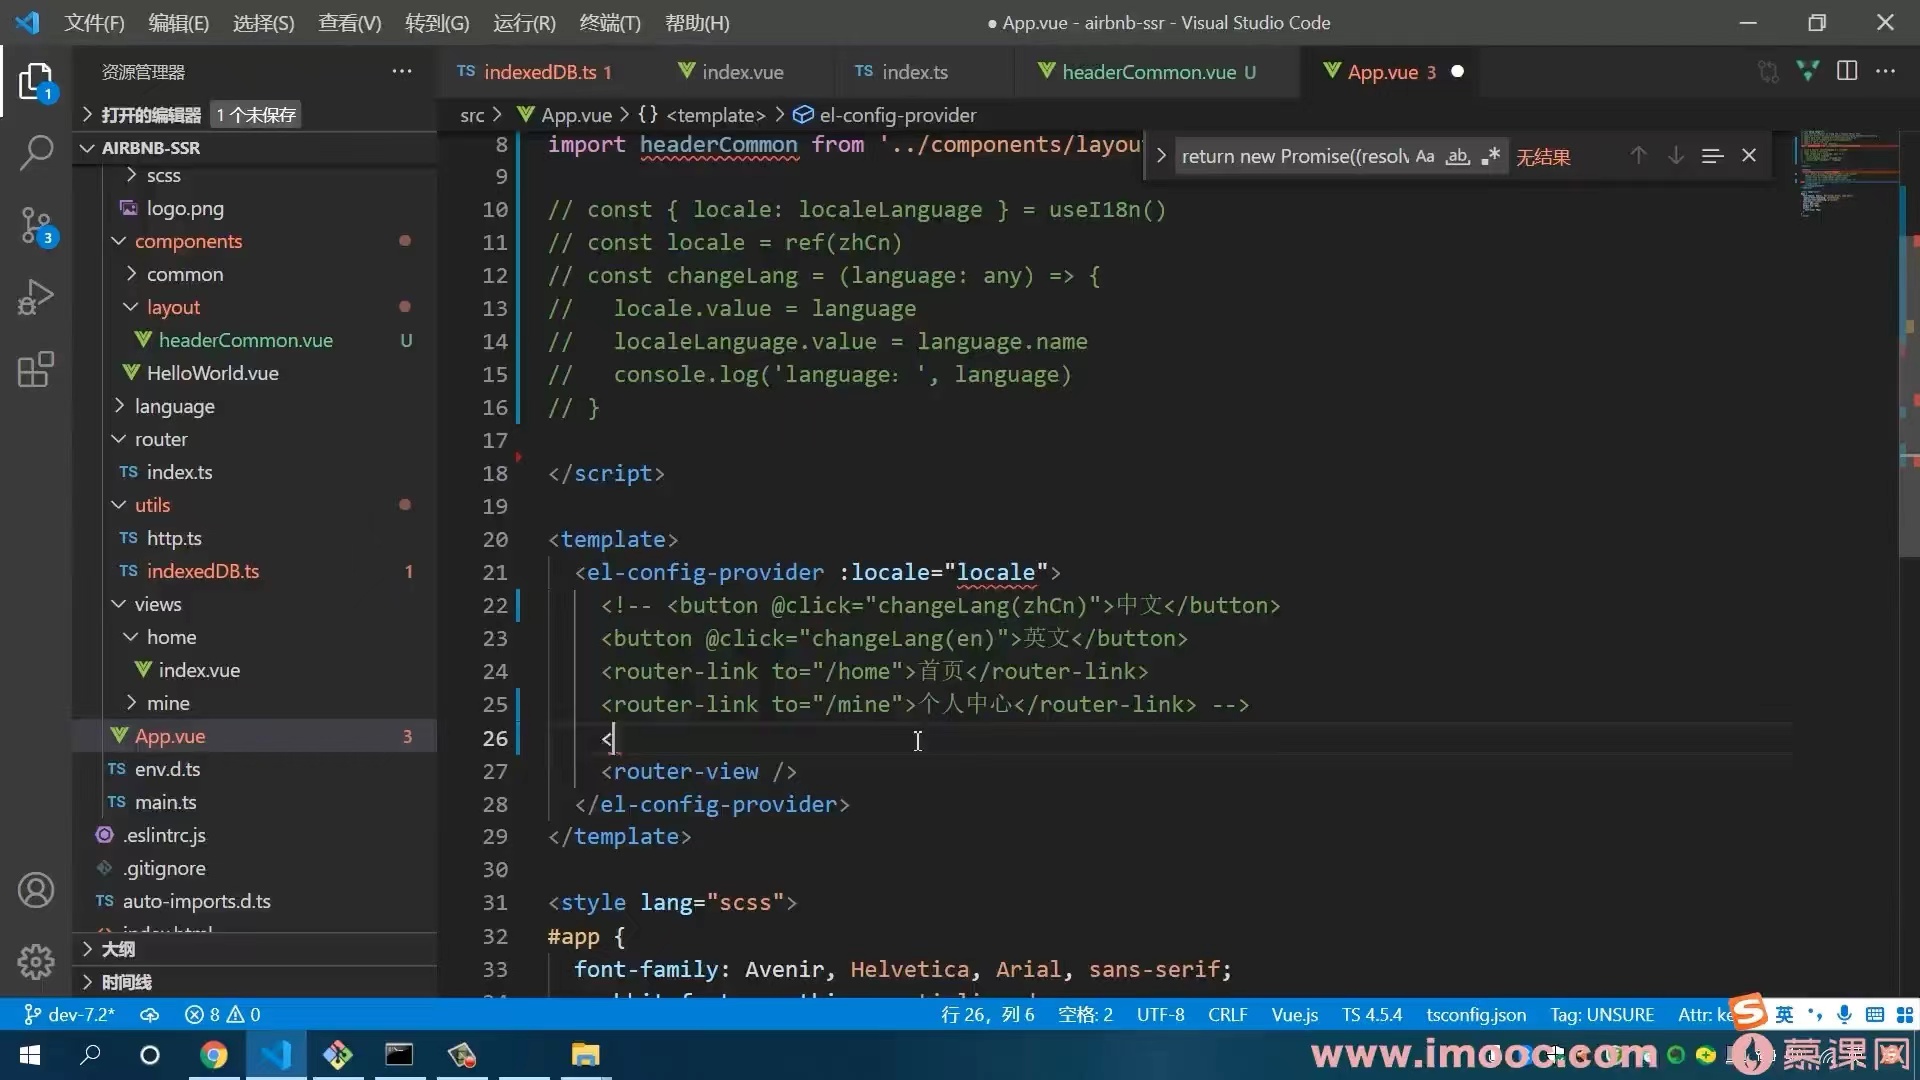 文件(F) 编辑(E) 选择(S) 查看(V) 转到(G) 运行(R) 终端(T) 帮助(H) ● App.vue - airbnb-ssr - Visual Studio Code
资源管理器
TS indexedDB.ts 1 index.vue TS index.ts headerCommon.vue U App.vue 3
打开的编辑器 1 个未保存
src > App.vue > {} <template> > el-config-provider
AIRBNB-SSR
scss
logo.png
components
common
layout
headerCommon.vue U
HelloWorld.vue
language
router
TS index.ts
utils
TS http.ts
TS indexedDB.ts 1
views
home
index.vue
mine
App.vue 3
TS env.d.ts
TS main.ts
.eslintrc.js
.gitignore
TS auto-imports.d.ts
大纲
时间线
1
3
return new Promise((resolv Aa ab .* 无结果
8 import headerCommon from '../components/layou
9
10 // const { locale: localeLanguage } = useI18n()
11 // const locale = ref(zhCn)
12 // const changeLang = (language: any) => {
13 //   locale.value = language
14 //   localeLanguage.value = language.name
15 //   console.log('language: ', language)
16 // }
17
18 </script>
19
20 <template>
21   <el-config-provider :locale="locale">
22     <!-- <button @click="changeLang(zhCn)">中文</button>
23     <button @click="changeLang(en)">英文</button>
24     <router-link to="/home">首页</router-link>
25     <router-link to="/mine">个人中心</router-link> -->
26     <
27     <router-view />
28   </el-config-provider>
29 </template>
30
31 <style lang="scss">
32 #app {
33   font-family: Avenir, Helvetica, Arial, sans-serif;
dev-7.2* 8 0 行 26, 列 6 空格: 2 UTF-8 CRLF Vue.js TS 4.5.4 tsconfig.json Tag: UNSURE Attr: ke 英
www.imooc.com 慕课网